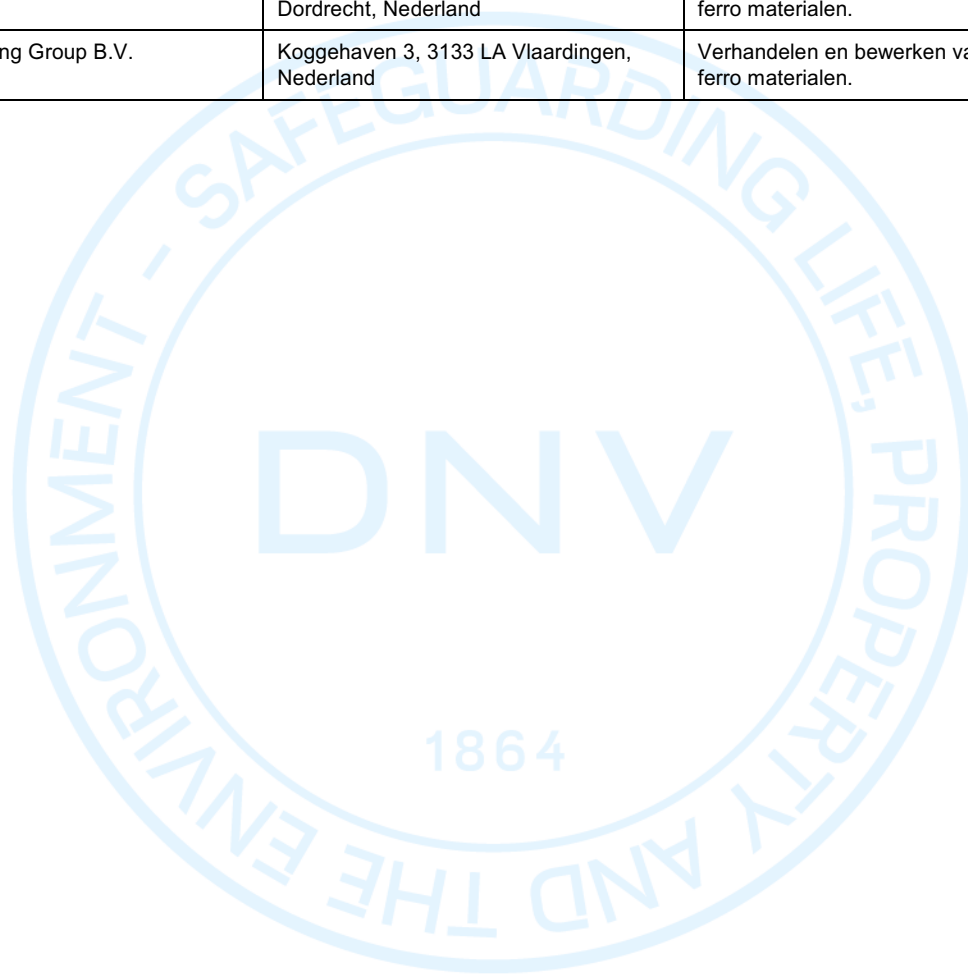 Dordrecht, Nederland
ferro materialen.
ng Group B.V.
Koggehaven 3, 3133 LA Vlaardingen,
Nederland
Verhandelen en bewerken va
ferro materialen.
SAFEGUARDING LIFE, PROPERTY AND THE ENVIRONMENT -
DNV
1864